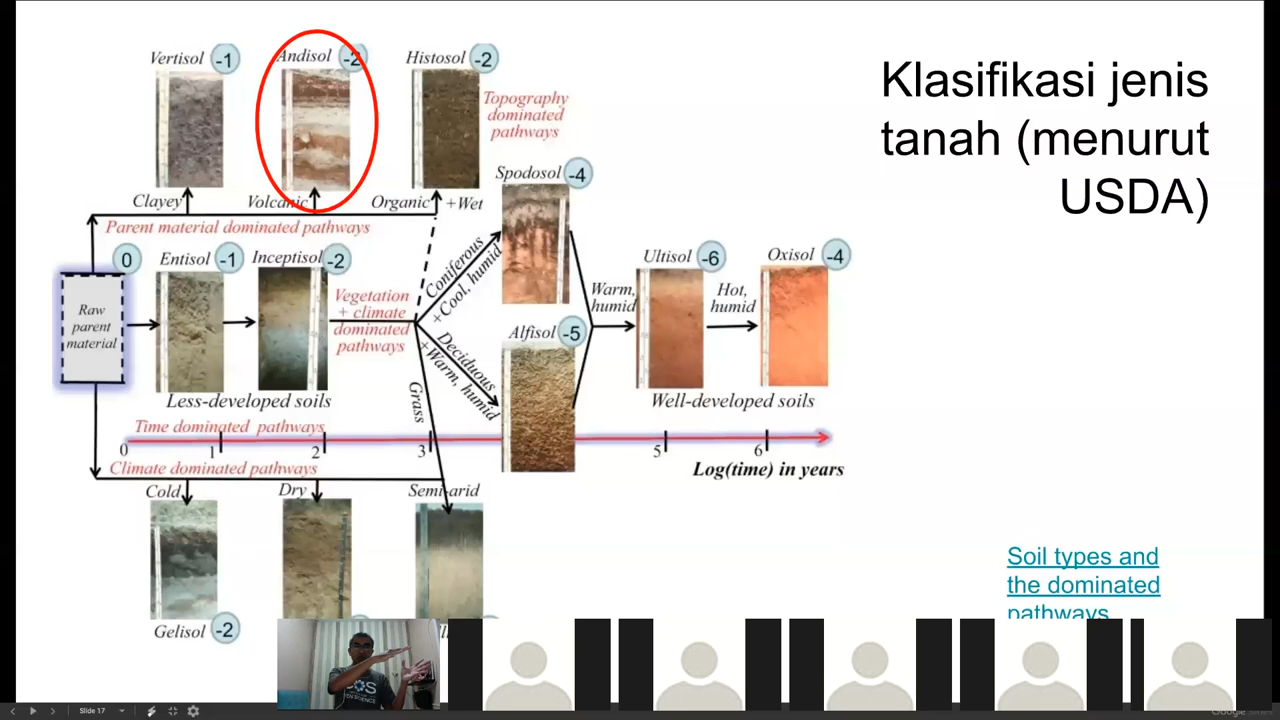 Klasifikasi jenis
tanah (menurut
USDA)
Vertisol -1
Andisol -2
Histosol -2
Topography
dominated
pathways
Clayey
Volcanic
Organic
+Wet
Parent material dominated pathways
Spodosol -4
0
Entisol -1
Inceptisol -2
Raw
parent
material
Vegetation
+ climate
dominated
pathways
Coniferous
+Cool, humid
Deciduous
+Warm, humid
Grass
Alfisol -5
Warm,
humid
Ultisol -6
Hot,
humid
Oxisol -4
Less-developed soils
Well-developed soils
Time dominated pathways
0
1
2
3
5
6
Log(time) in years
Climate dominated pathways
Cold
Dry
Semi-arid
Gelisol -2
Soil types and
the dominated
pathways
Slide 17